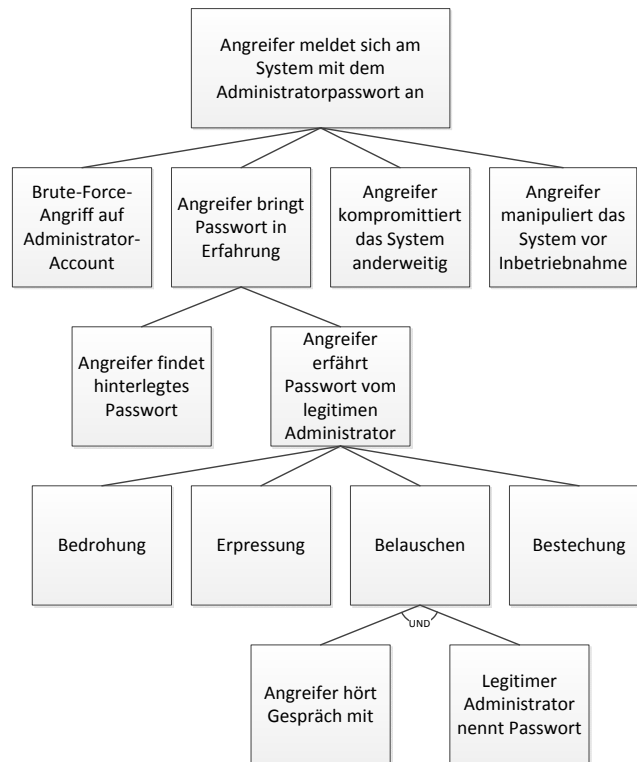 Angreifer meldet sich am
System mit dem
Administratorpasswort an
Brute-Force-
Angriff auf
Administrator-
Account
Angreifer bringt
Passwort in
Erfahrung
Angreifer
kompromittiert
das System
anderweitig
Angreifer
manipuliert das
System vor
Inbetriebnahme
Angreifer findet
hinterlegtes
Passwort
Angreifer
erfährt
Passwort vom
legitimen
Administrator
Bedrohung
Erpressung
Belauschen
Bestechung
UND
Angreifer hört
Gespräch mit
Legitimer
Administrator
nennt Passwort